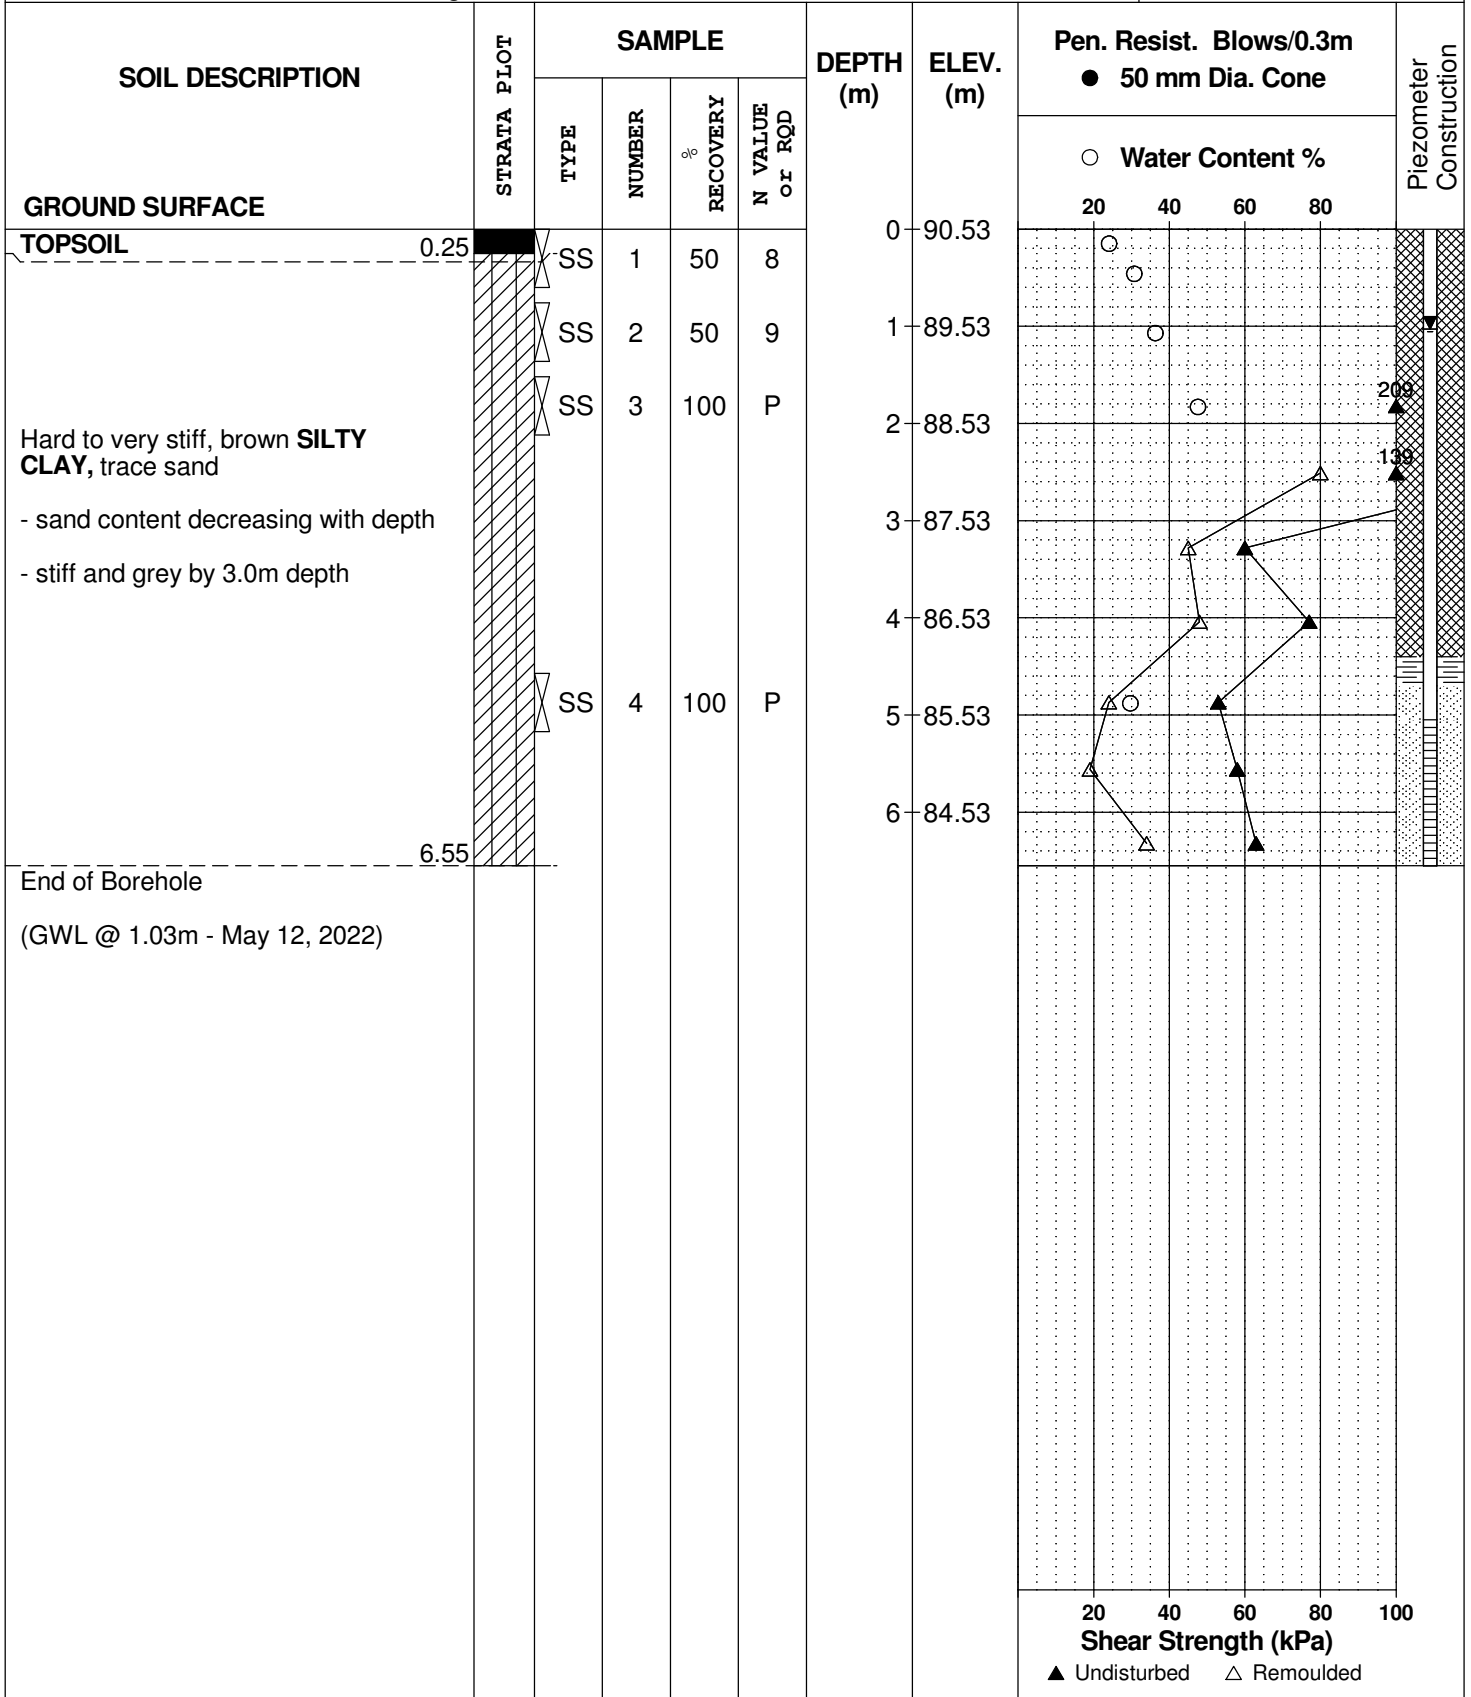 SOIL DESCRIPTION
GROUND SURFACE
STRATA PLOT
SAMPLE
TYPE
NUMBER
% RECOVERY
N VALUE or RQD
DEPTH (m)
ELEV. (m)
Pen. Resist. Blows/0.3m
● 50 mm Dia. Cone
○ Water Content %
20 40 60 80
Piezometer Construction
TOPSOIL 0.25
SS 1 50 8
SS 2 50 9
SS 3 100 P
Hard to very stiff, brown SILTY
CLAY, trace sand
- sand content decreasing with depth
- stiff and grey by 3.0m depth
SS 4 100 P
6.55
End of Borehole
(GWL @ 1.03m - May 12, 2022)
0 90.53
1 89.53
2 88.53
3 87.53
4 86.53
5 85.53
6 84.53
209
139
20 40 60 80 100
Shear Strength (kPa)
▲ Undisturbed △ Remoulded